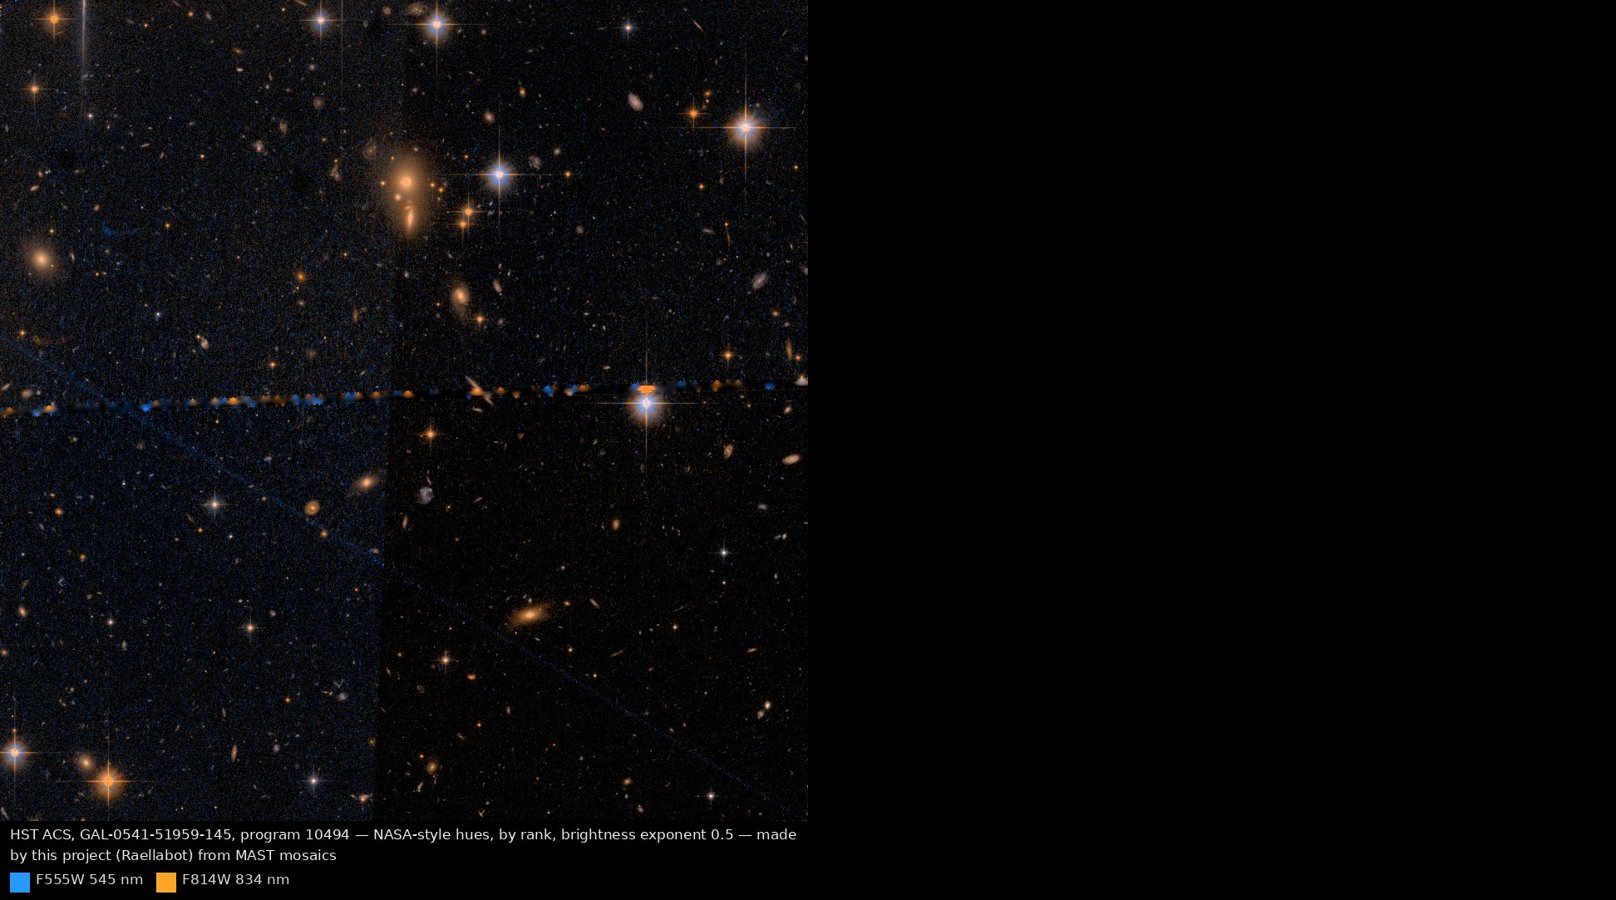 HST ACS, GAL-0541-51959-145, program 10494 — NASA-style hues, by rank, brightness exponent 0.5 — made
by this project (Raellabot) from MAST mosaics
F555W 545 nm F814W 834 nm